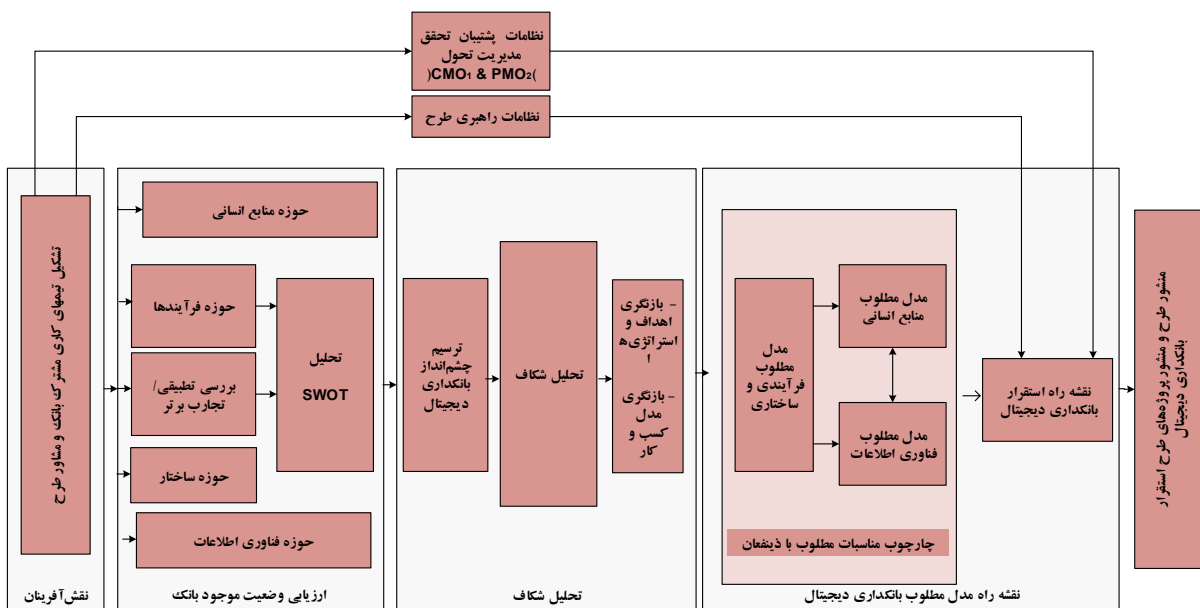 نظامات پشتیبان تحقق
مدیریت تحول
)CMO1 & PMO2(
نظامات راهبری طرح
تشکیل تیمهای کاری مشترک بانک و مشاور طرح
نقش‌آفرینان
حوزه منابع انسانی
حوزه فرآیندها
بررسی تطبیقی/
تجارب برتر
حوزه ساختار
حوزه فناوری اطلاعات
تحلیل
SWOT
ارزیابی وضعیت موجود بانک
ترسیم
چشم‌انداز
بانکداری
دیجیتال
تحلیل شکاف
- بازنگری
اهداف و
استراتژی‌ه
ا
- بازنگری
مدل
کسب و
کار
تحلیل شکاف
مدل
مطلوب
فرآیندی و
ساختاری
مدل مطلوب
منابع انسانی
مدل مطلوب
فناوری اطلاعات
چارچوب مناسبات مطلوب با ذینفعان
نقشه راه استقرار
بانکداری دیجیتال
نقشه راه مدل مطلوب بانکداری دیجیتال
منشور طرح و منشور پروژه‌های طرح استقرار
بانکداری دیجیتال